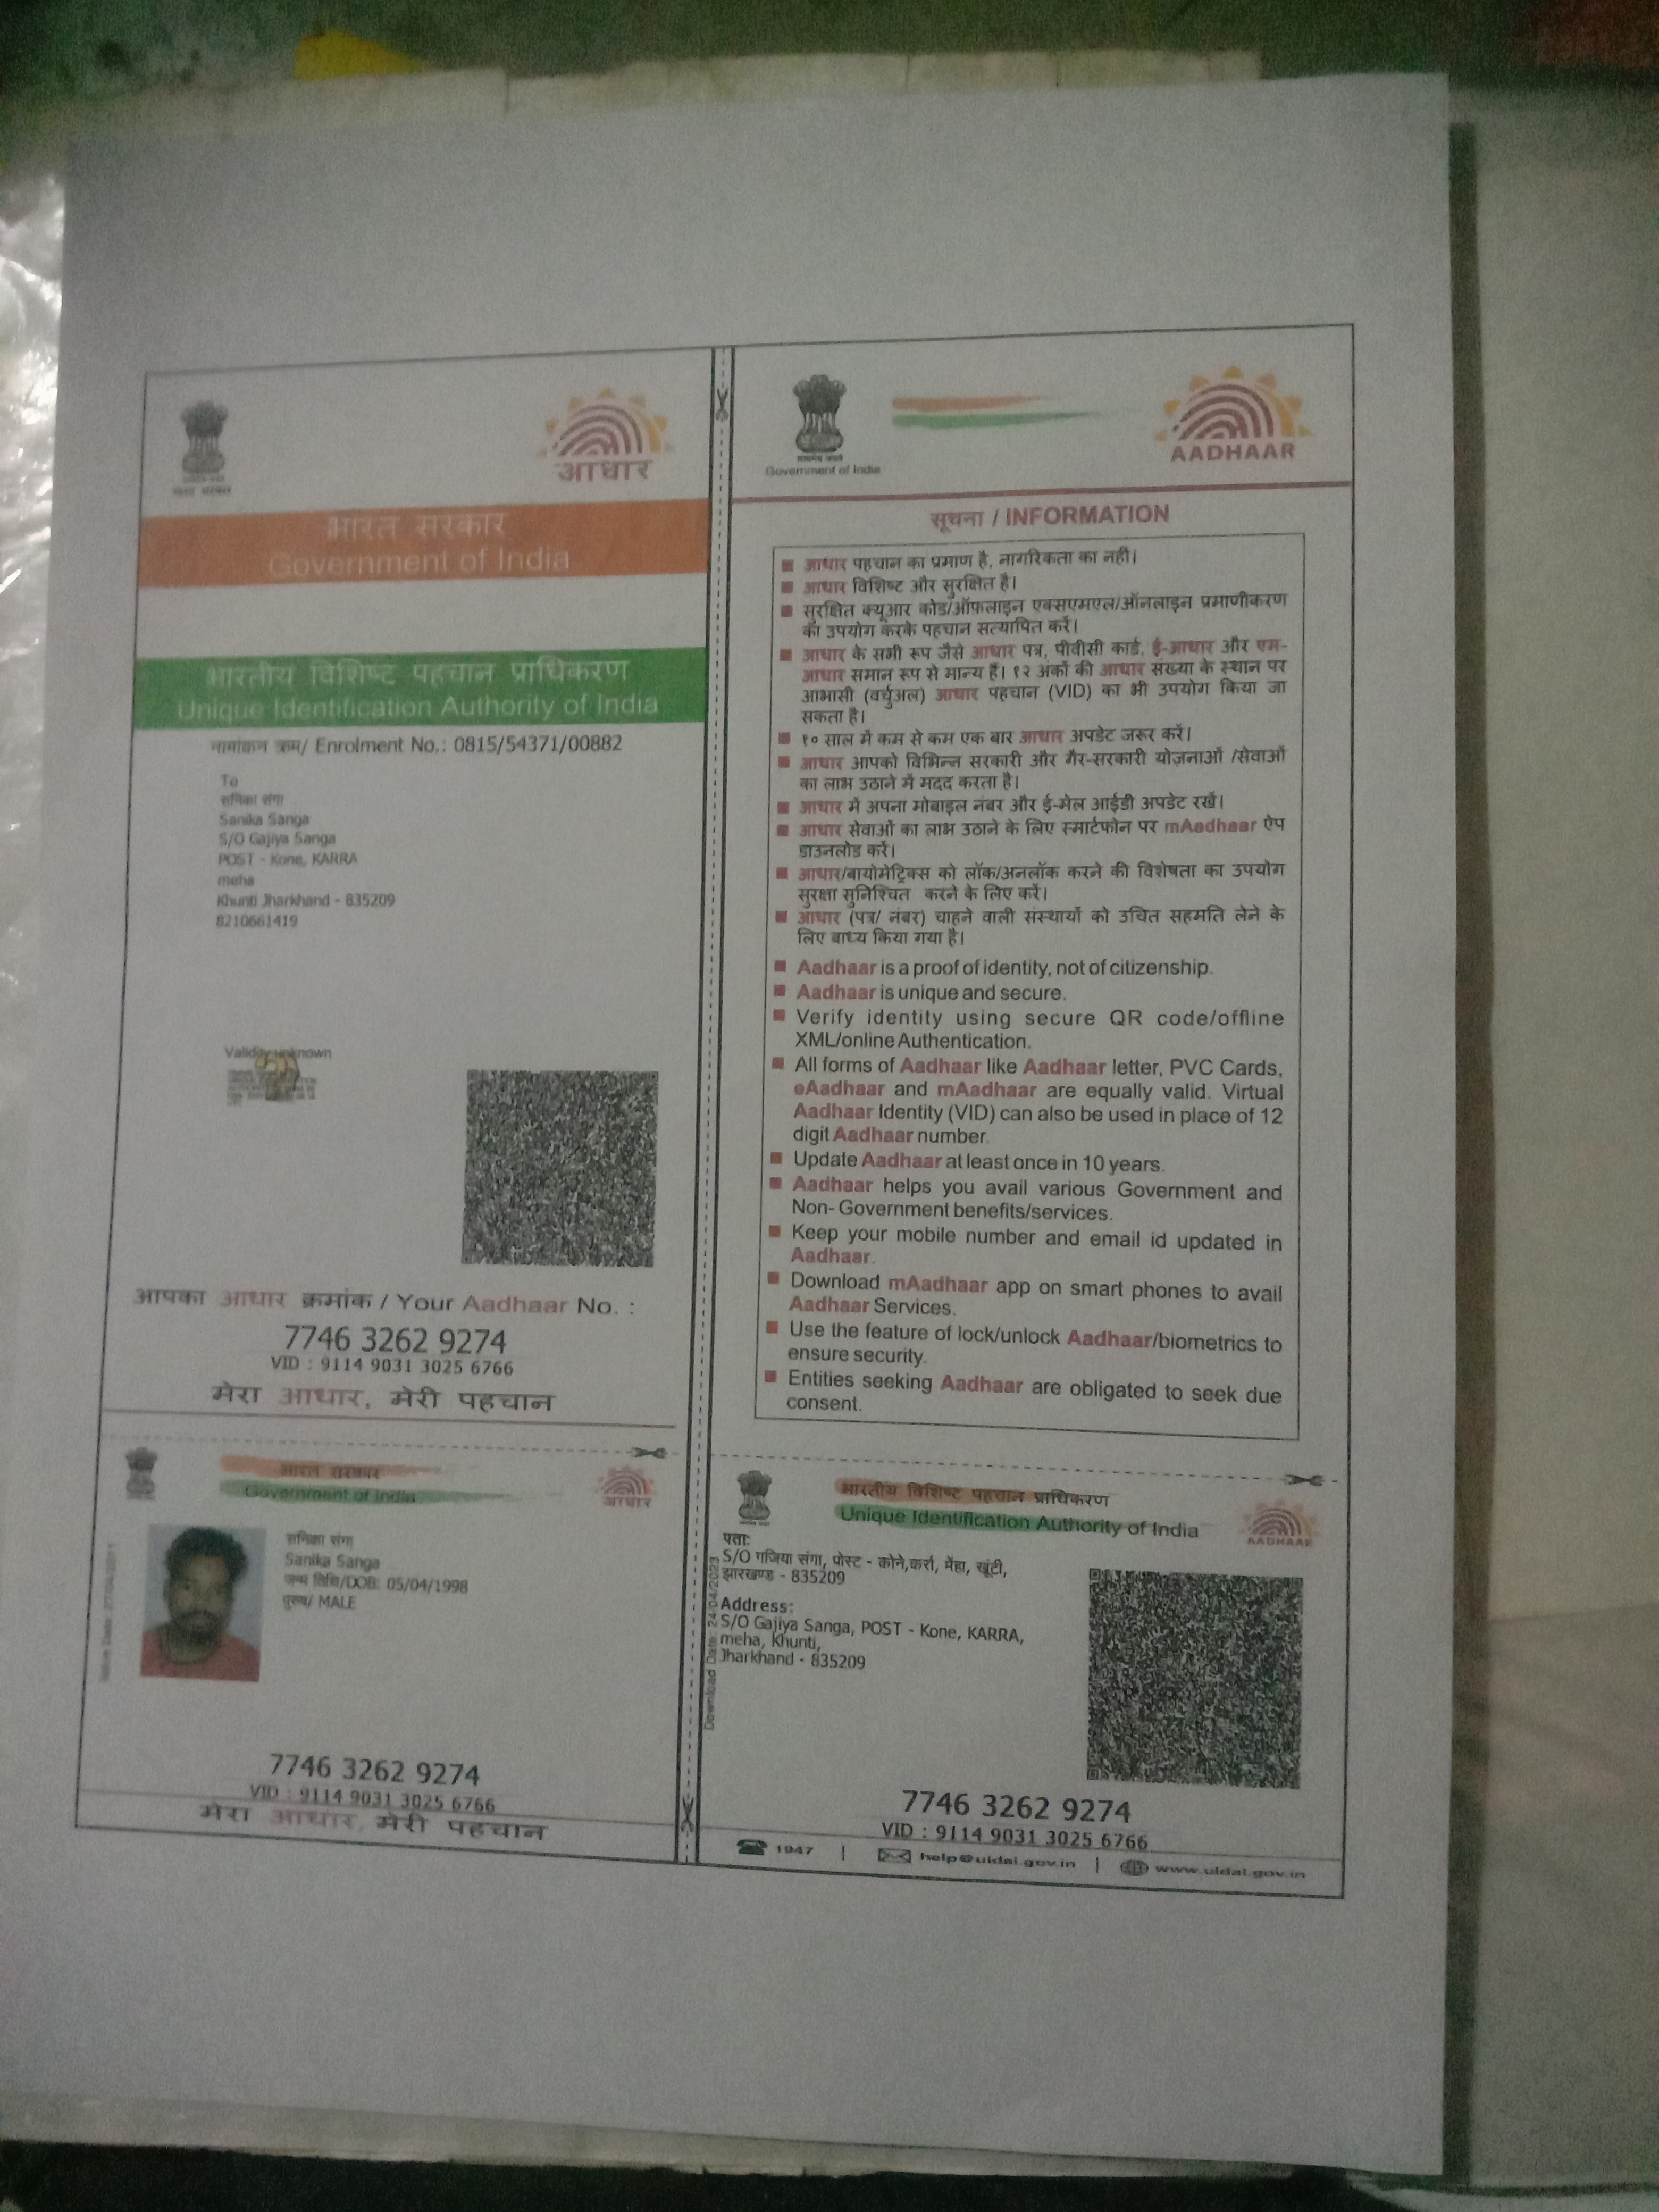 आधार
भारत सरकार
Government of India
भारतीय विशिष्ट पहचान प्राधिकरण
Unique Identification Authority of India
नामांकन क्रम/ Enrolment No.: 0815/54371/00882
To
सनिका संगा
Sanika Sanga
S/O Gajiya Sanga
POST - Kone, KARRA
meha
Khunti Jharkhand - 835209
8210661419
Validity unknown
आपका आधार क्रमांक / Your Aadhaar No. :
7746 3262 9274
VID : 9114 9031 3025 6766
मेरा आधार, मेरी पहचान
Government of India
AADHAAR
सूचना / INFORMATION
आधार पहचान का प्रमाण है, नागरिकता का नहीं।
आधार विशिष्ट और सुरक्षित है।
सुरक्षित क्यूआर कोड/ऑफलाइन एक्सएमएल/ऑनलाइन प्रमाणीकरण
का उपयोग करके पहचान सत्यापित करें।
आधार के सभी रूप जैसे आधार पत्र, पीवीसी कार्ड, ई-आधार और एम-
आधार समान रूप से मान्य हैं। १२ अंकों की आधार संख्या के स्थान पर
आभासी (वर्चुअल) आधार पहचान (VID) का भी उपयोग किया जा
सकता है।
१० साल में कम से कम एक बार आधार अपडेट जरूर करें।
आधार आपको विभिन्न सरकारी और गैर-सरकारी योजनाओं /सेवाओं
का लाभ उठाने में मदद करता है।
आधार में अपना मोबाइल नंबर और ई-मेल आईडी अपडेट रखें।
आधार सेवाओं का लाभ उठाने के लिए स्मार्टफोन पर mAadhaar ऐप
डाउनलोड करें।
आधार/बायोमेट्रिक्स को लॉक/अनलॉक करने की विशेषता का उपयोग
सुरक्षा सुनिश्चित करने के लिए करें।
आधार (पत्र/ नंबर) चाहने वाली संस्थायों को उचित सहमति लेने के
लिए बाध्य किया गया है।
Aadhaar is a proof of identity, not of citizenship.
Aadhaar is unique and secure.
Verify identity using secure QR code/offline
XML/online Authentication.
All forms of Aadhaar like Aadhaar letter, PVC Cards,
eAadhaar and mAadhaar are equally valid. Virtual
Aadhaar Identity (VID) can also be used in place of 12
digit Aadhaar number.
Update Aadhaar at least once in 10 years.
Aadhaar helps you avail various Government and
Non- Government benefits/services.
Keep your mobile number and email id updated in
Aadhaar.
Download mAadhaar app on smart phones to avail
Aadhaar Services.
Use the feature of lock/unlock Aadhaar/biometrics to
ensure security.
Entities seeking Aadhaar are obligated to seek due
consent.
भारत सरकार
Government of India
आधार
सनिका संगा
Sanika Sanga
जन्म तिथि/DOB: 05/04/1998
पुरुष/ MALE
7746 3262 9274
VID : 9114 9031 3025 6766
मेरा आधार, मेरी पहचान
भारतीय विशिष्ट पहचान प्राधिकरण
Unique Identification Authority of India
AADHAAR
Download Date: 24/04/2023
पता:
S/O गजिया संगा, पोस्ट - कोने,कर्रा, मेंहा, खूंटी,
झारखण्ड - 835209
Address:
S/O Gajiya Sanga, POST - Kone, KARRA,
meha, Khunti,
Jharkhand - 835209
7746 3262 9274
VID : 9114 9031 3025 6766
1947 | help@uidai.gov.in | www.uidai.gov.in